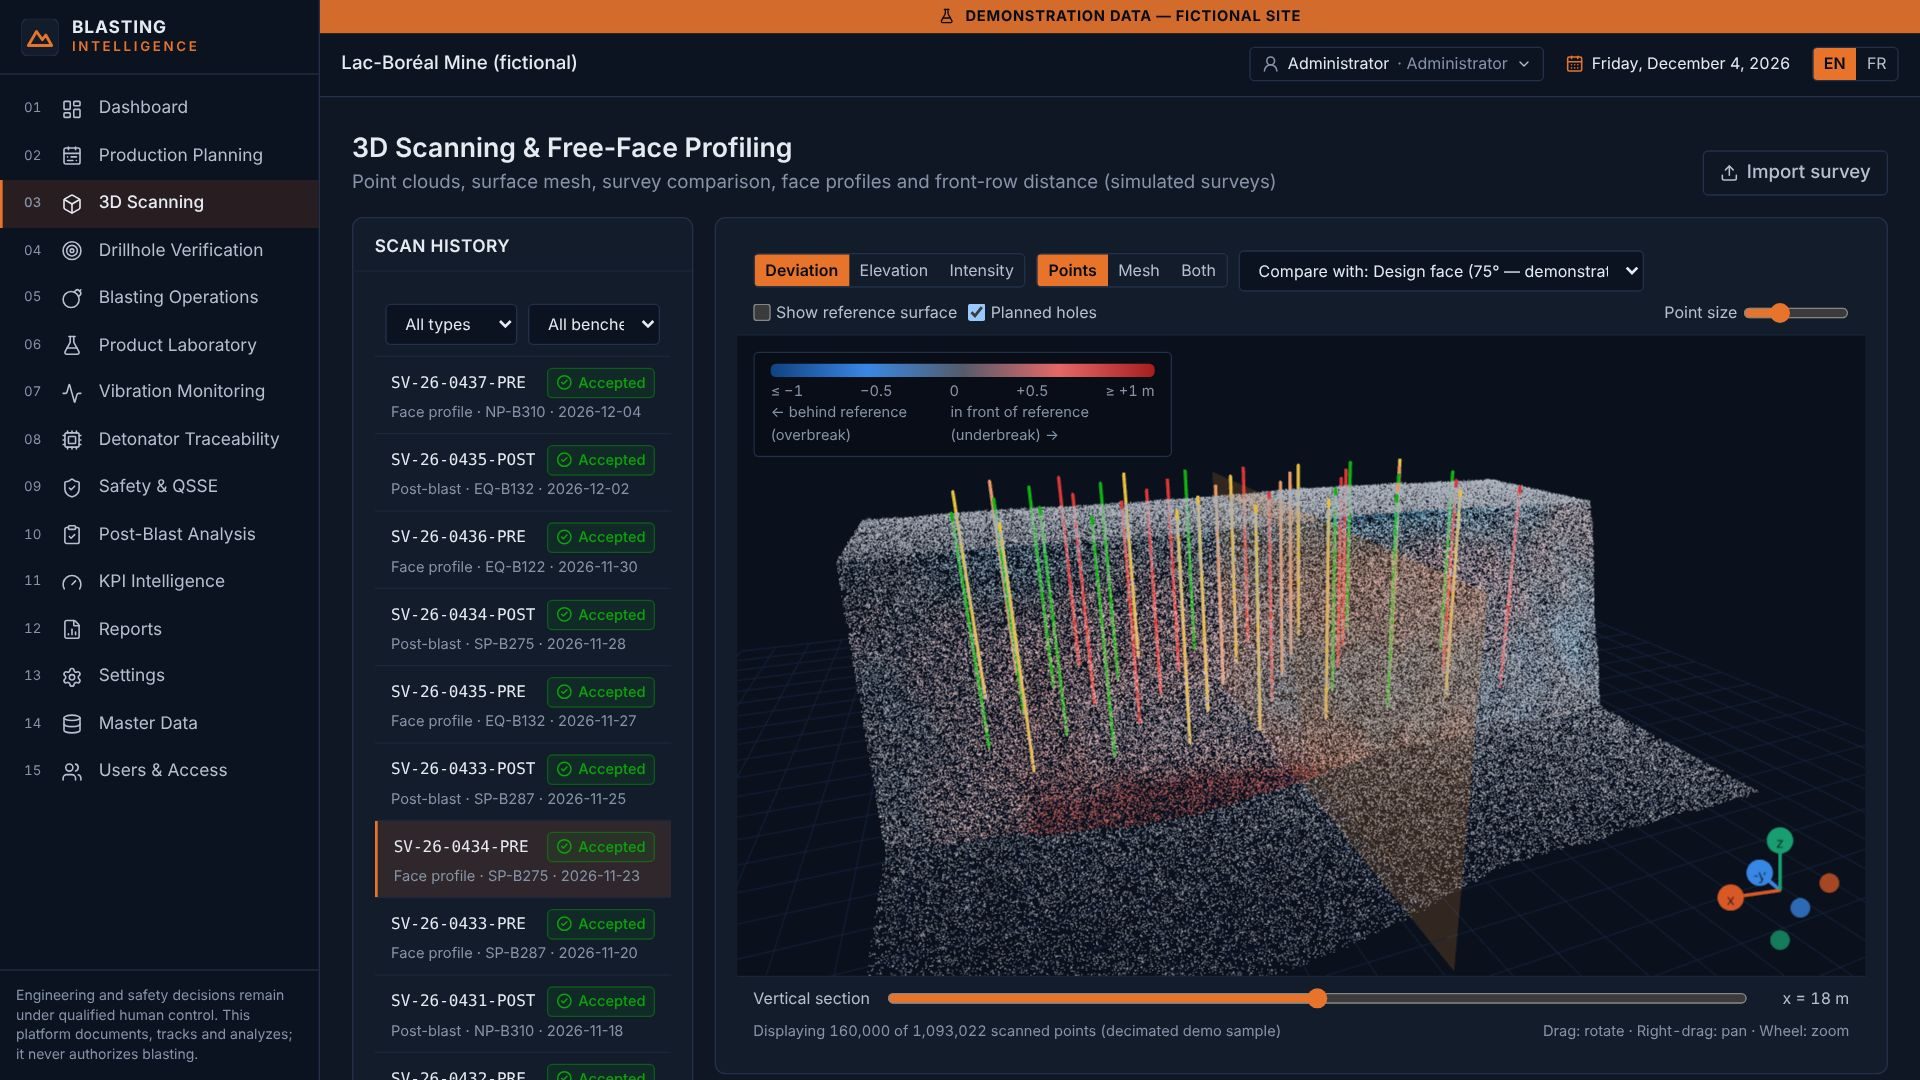 BLASTING
INTELLIGENCE
DEMONSTRATION DATA — FICTIONAL SITE
Lac-Boréal Mine (fictional)
Administrator · Administrator
Friday, December 4, 2026
EN FR
01 Dashboard
02 Production Planning
03 3D Scanning
04 Drillhole Verification
05 Blasting Operations
06 Product Laboratory
07 Vibration Monitoring
08 Detonator Traceability
09 Safety & QSSE
10 Post-Blast Analysis
11 KPI Intelligence
12 Reports
13 Settings
14 Master Data
15 Users & Access
Engineering and safety decisions remain
under qualified human control. This
platform documents, tracks and analyzes;
it never authorizes blasting.
3D Scanning & Free-Face Profiling
Point clouds, surface mesh, survey comparison, face profiles and front-row distance (simulated surveys)
Import survey
SCAN HISTORY
All types All benche
SV-26-0437-PRE Accepted
Face profile · NP-B310 · 2026-12-04
SV-26-0435-POST Accepted
Post-blast · EQ-B132 · 2026-12-02
SV-26-0436-PRE Accepted
Face profile · EQ-B122 · 2026-11-30
SV-26-0434-POST Accepted
Post-blast · SP-B275 · 2026-11-28
SV-26-0435-PRE Accepted
Face profile · EQ-B132 · 2026-11-27
SV-26-0433-POST Accepted
Post-blast · SP-B287 · 2026-11-25
SV-26-0434-PRE Accepted
Face profile · SP-B275 · 2026-11-23
SV-26-0433-PRE Accepted
Face profile · SP-B287 · 2026-11-20
SV-26-0431-POST Accepted
Post-blast · NP-B310 · 2026-11-18
SV-26-0432-PRE Accepted
Deviation Elevation Intensity
Points Mesh Both
Compare with: Design face (75° — demonstrat
Show reference surface Planned holes
Point size
≤ −1 −0.5 0 +0.5 ≥ +1 m
← behind reference
(overbreak)
in front of reference
(underbreak) →
z
-y
x
Vertical section x = 18 m
Displaying 160,000 of 1,093,022 scanned points (decimated demo sample)
Drag: rotate · Right-drag: pan · Wheel: zoom